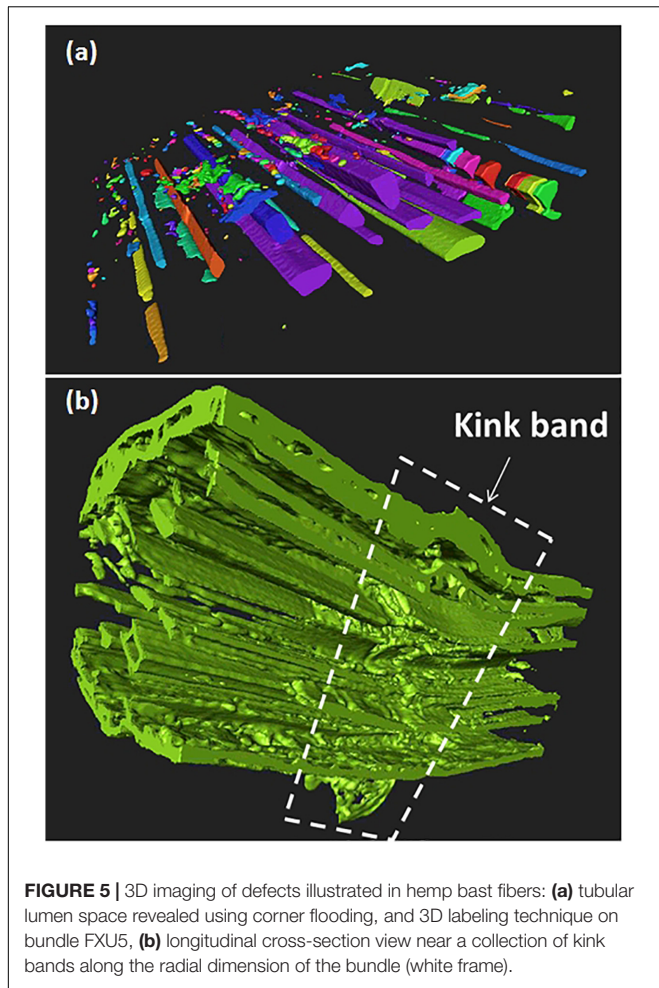 (a)
(b)
Kink band
FIGURE 5 | 3D imaging of defects illustrated in hemp bast fibers: (a) tubular
lumen space revealed using corner flooding, and 3D labeling technique on
bundle FXU5, (b) longitudinal cross-section view near a collection of kink
bands along the radial dimension of the bundle (white frame).